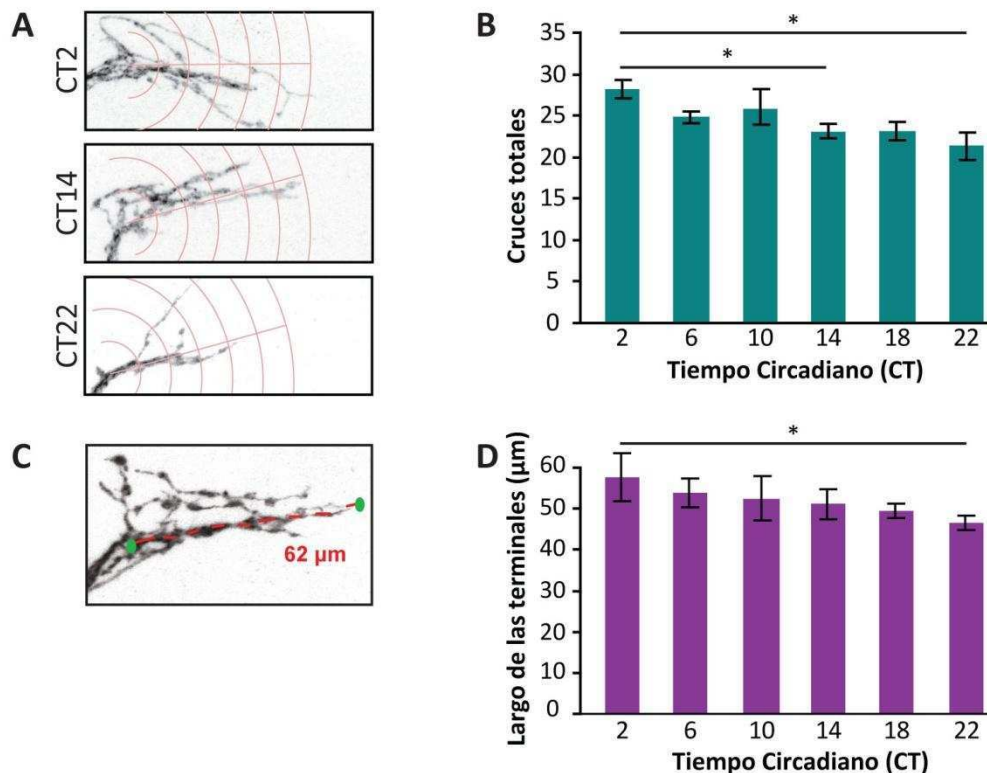 A
CT2
CT14
CT22
B
Cruces totales
35
30
25
20
15
10
5
0
*
*
2 6 10 14 18 22
Tiempo Circadiano (CT)
C
62 µm
D
Largo de las terminales (µm)
60
50
40
50
20
10
0
*
2 6 10 14 18 22
Tiempo Circadiano (CT)